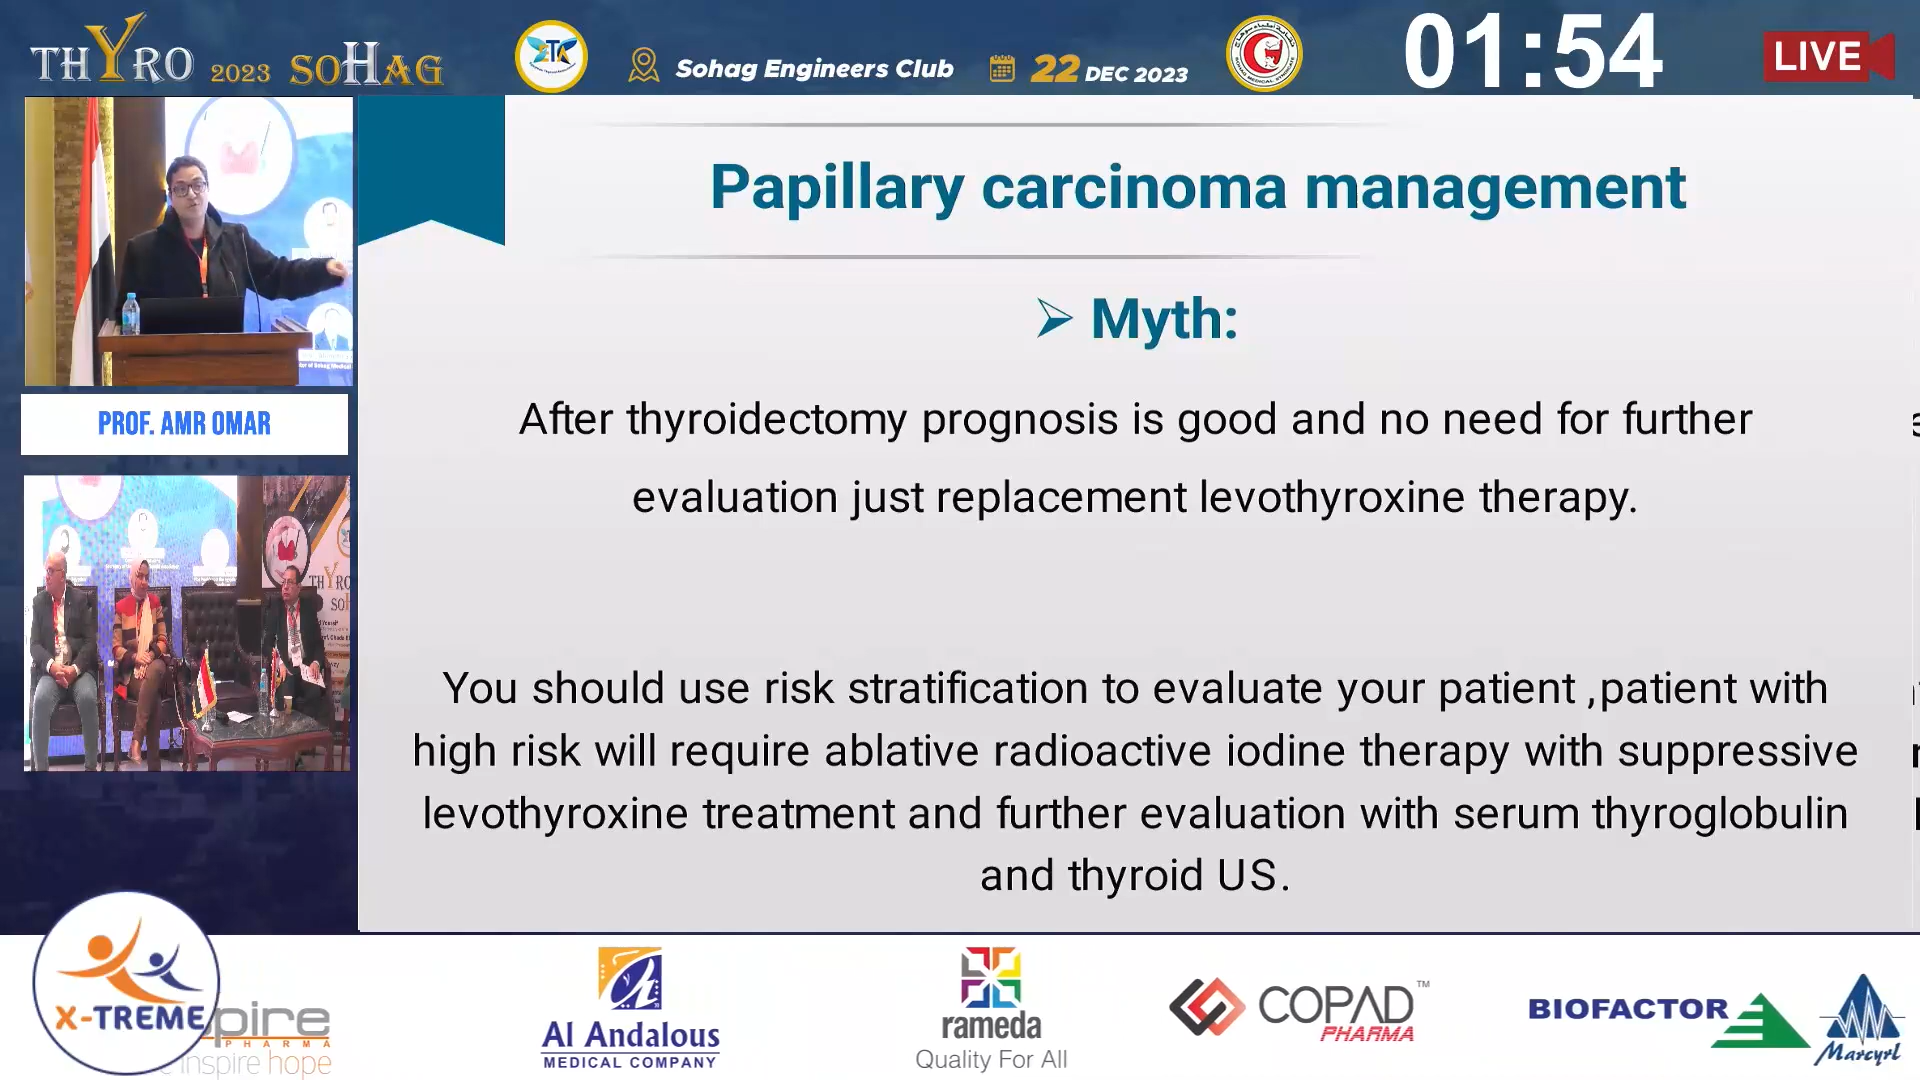 THYRO 2023 SOHAG
ETA
Sohag Engineers Club
22 DEC 2023
01:54
LIVE
Papillary carcinoma management
➢ Myth:
After thyroidectomy prognosis is good and no need for further
evaluation just replacement levothyroxine therapy.
You should use risk stratification to evaluate your patient ,patient with
high risk will require ablative radioactive iodine therapy with suppressive
levothyroxine treatment and further evaluation with serum thyroglobulin
and thyroid US.
PROF. AMR OMAR
X-TREME
pire
PHARMA
inspire hope
Al Andalous
MEDICAL COMPANY
rameda
Quality For All
COPAD™
PHARMA
BIOFACTOR
Marcyrl